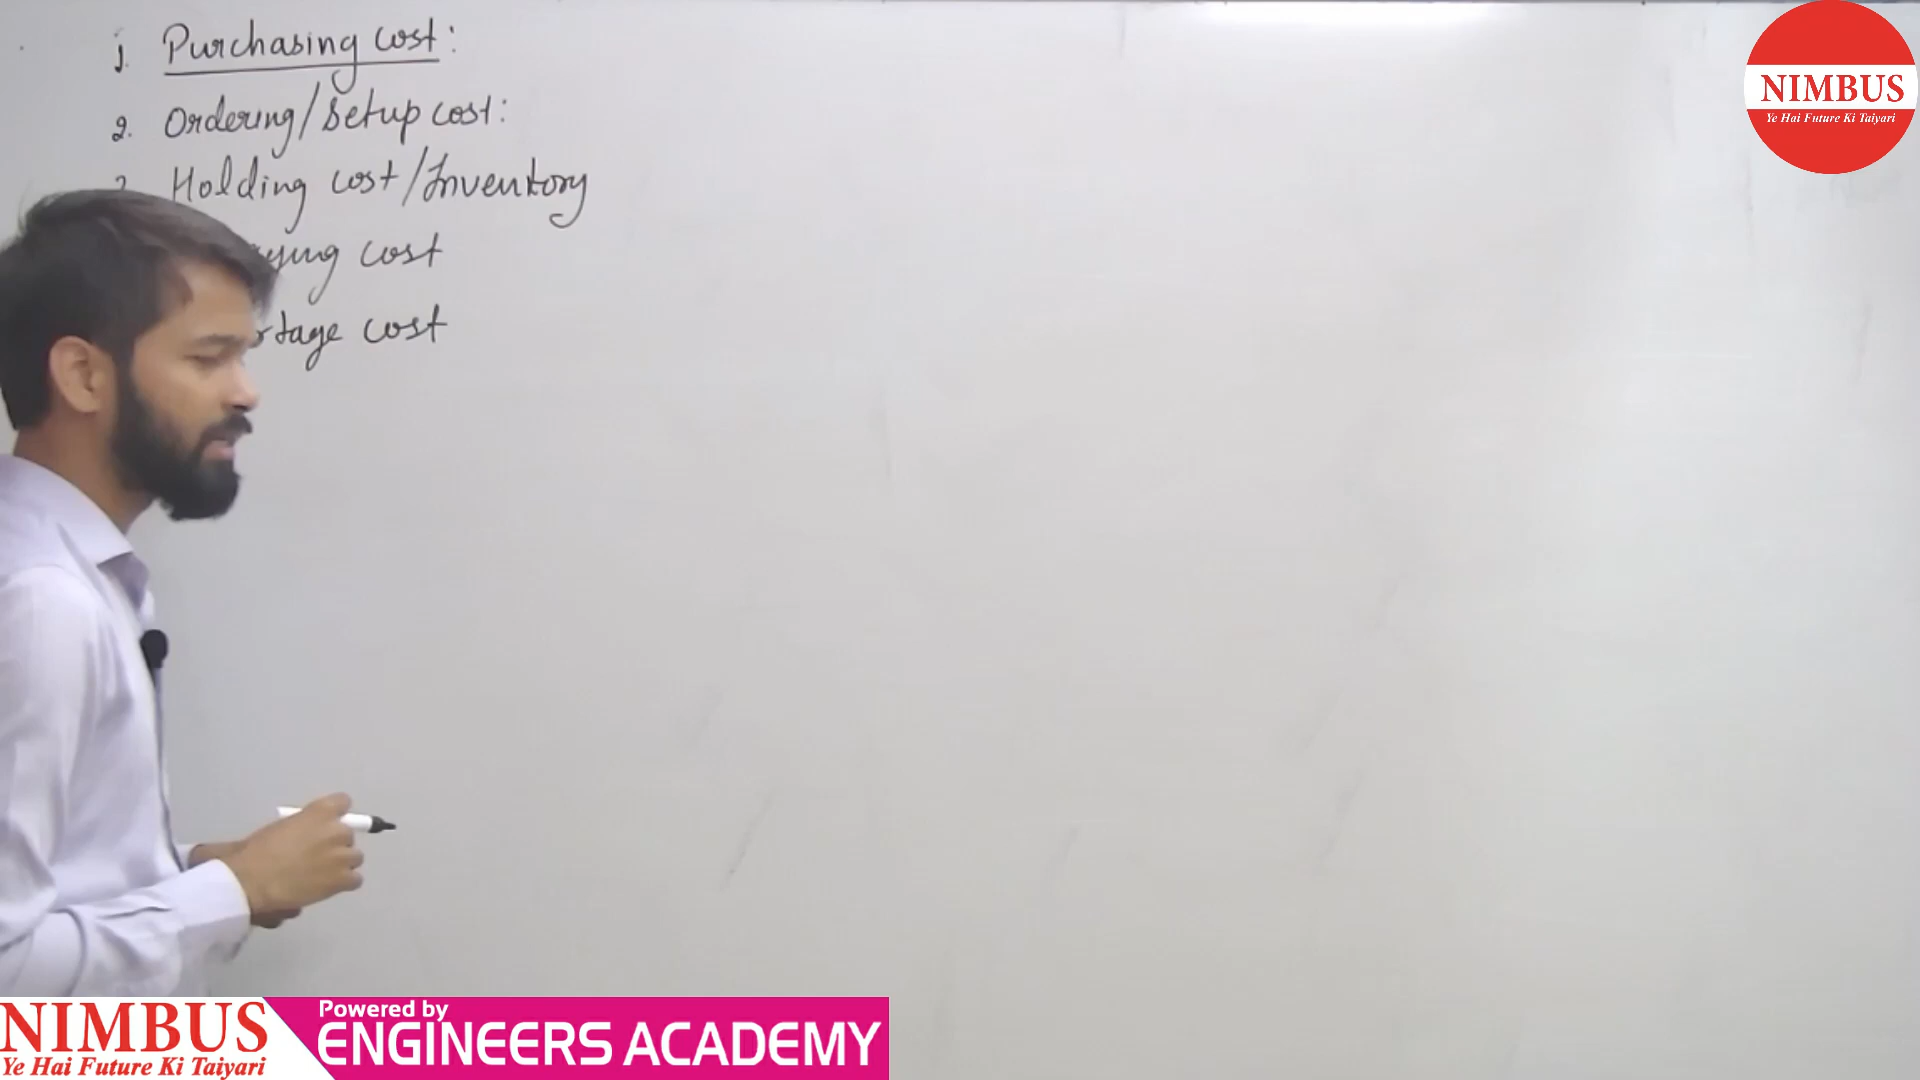 1. Purchasing cost:
2. Ordering/Setup cost:
Holding cost/Inventory
cost
cost
NIMBUS
Ye Hai Future Ki Taiyari
NIMBUS
Ye Hai Future Ki Taiyari
Powered by
ENGINEERS ACADEMY